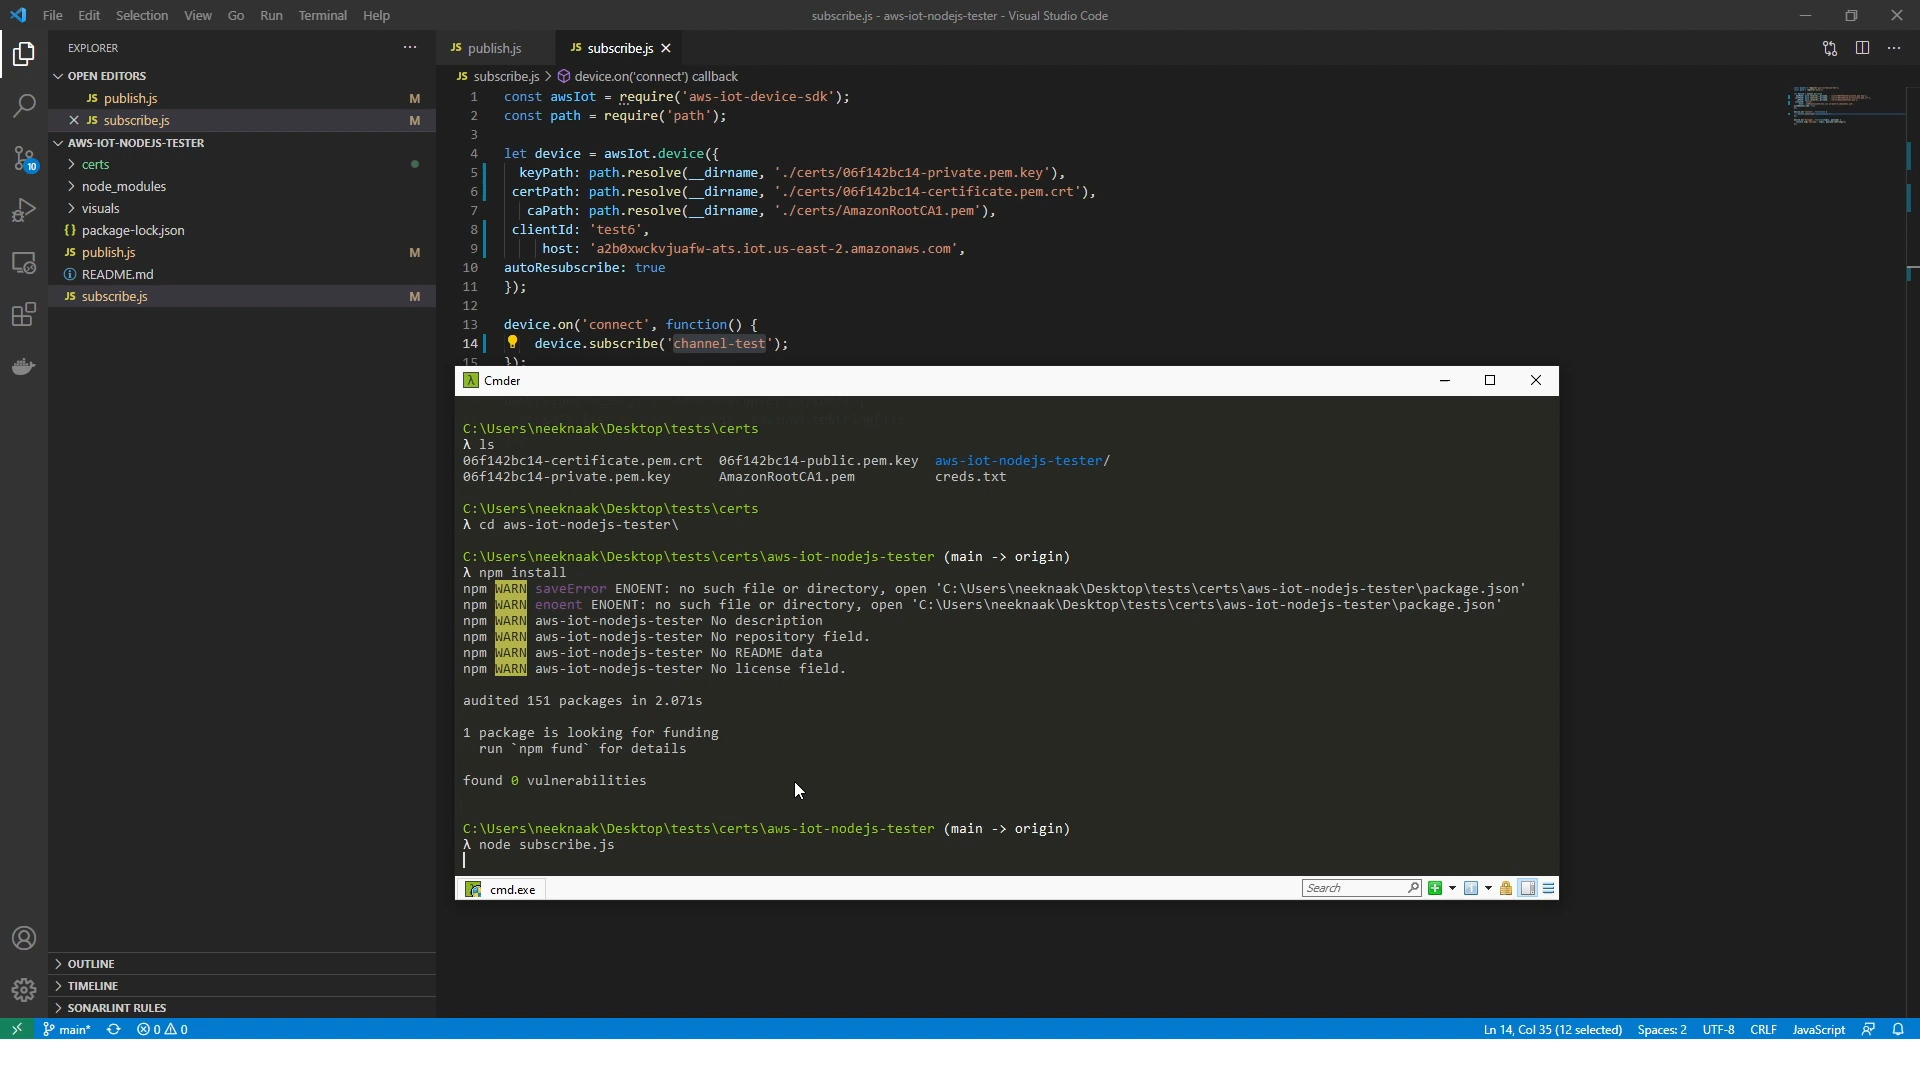 File Edit Selection View Go Run Terminal Help
subscribe.js - aws-iot-nodejs-tester - Visual Studio Code
EXPLORER
OPEN EDITORS
JS publish.js M
JS subscribe.js M
AWS-IOT-NODEJS-TESTER
certs
node_modules
visuals
{} package-lock.json
JS publish.js M
README.md
JS subscribe.js M
OUTLINE
TIMELINE
SONARLINT RULES
10
JS publish.js
JS subscribe.js
JS subscribe.js > device.on('connect') callback
1 const awsIot = require('aws-iot-device-sdk');
2 const path = require('path');
3
4 let device = awsIot.device({
5 keyPath: path.resolve(__dirname, './certs/06f142bc14-private.pem.key'),
6 certPath: path.resolve(__dirname, './certs/06f142bc14-certificate.pem.crt'),
7 caPath: path.resolve(__dirname, './certs/AmazonRootCA1.pem'),
8 clientId: 'test6',
9 host: 'a2b0xwckvjuafw-ats.iot.us-east-2.amazonaws.com',
10 autoResubscribe: true
11 });
12
13 device.on('connect', function() {
14 device.subscribe('channel-test');
15 });
Cmder
C:\Users\neeknaak\Desktop\tests\certs
λ ls
06f142bc14-certificate.pem.crt 06f142bc14-public.pem.key aws-iot-nodejs-tester/
06f142bc14-private.pem.key AmazonRootCA1.pem creds.txt
C:\Users\neeknaak\Desktop\tests\certs
λ cd aws-iot-nodejs-tester\
C:\Users\neeknaak\Desktop\tests\certs\aws-iot-nodejs-tester (main -> origin)
λ npm install
npm WARN saveError ENOENT: no such file or directory, open 'C:\Users\neeknaak\Desktop\tests\certs\aws-iot-nodejs-tester\package.json'
npm WARN enoent ENOENT: no such file or directory, open 'C:\Users\neeknaak\Desktop\tests\certs\aws-iot-nodejs-tester\package.json'
npm WARN aws-iot-nodejs-tester No description
npm WARN aws-iot-nodejs-tester No repository field.
npm WARN aws-iot-nodejs-tester No README data
npm WARN aws-iot-nodejs-tester No license field.
audited 151 packages in 2.071s
1 package is looking for funding
run `npm fund` for details
found 0 vulnerabilities
C:\Users\neeknaak\Desktop\tests\certs\aws-iot-nodejs-tester (main -> origin)
λ node subscribe.js
cmd.exe
Search
main* 0 0
Ln 14, Col 35 (12 selected) Spaces: 2 UTF-8 CRLF JavaScript